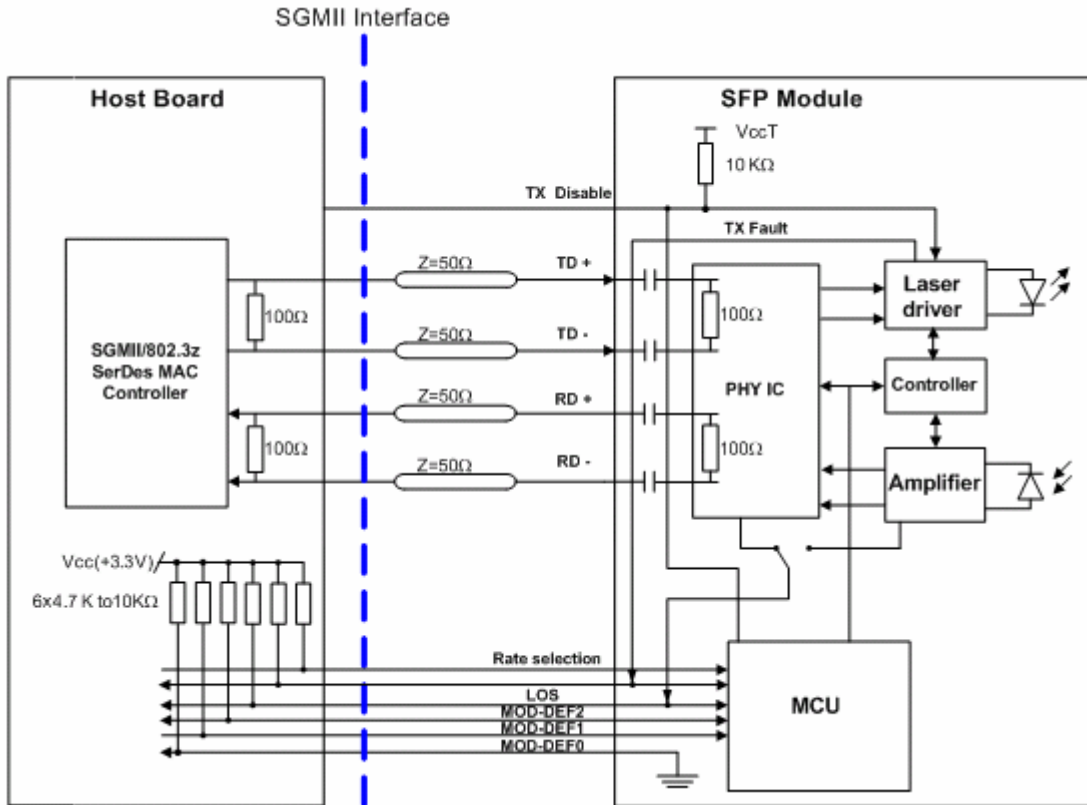 SGMII Interface
Host Board
SFP Module
VccT
10 KΩ
TX Disable
TX Fault
Z=50Ω
TD +
Laser
driver
100Ω
100Ω
Z=50Ω
TD -
SGMII/802.3z
SerDes MAC
Controller
PHY IC
Controller
Z=50Ω
RD +
100Ω
100Ω
Z=50Ω
RD -
Amplifier
Vcc(+3.3V)
6x4.7 K to10KΩ
Rate selection
LOS
MOD-DEF2
MOD-DEF1
MOD-DEF0
MCU